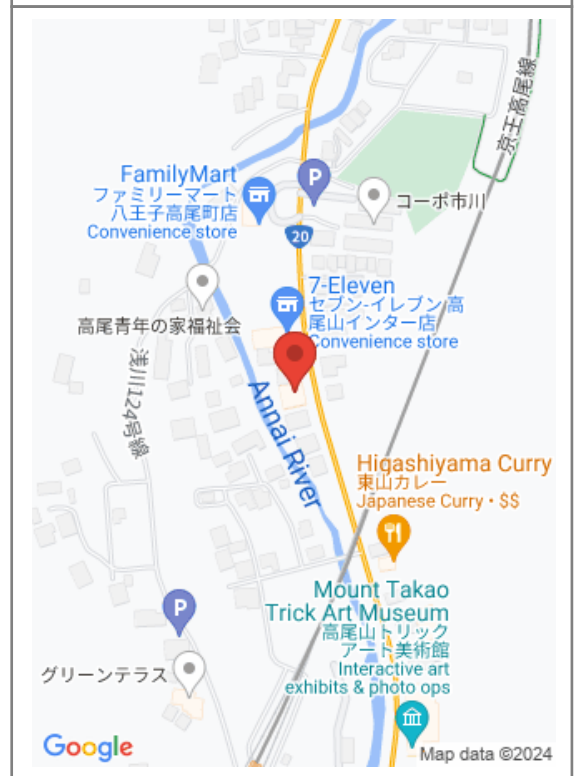 京王高尾線
FamilyMart
ファミリーマート
八王子高尾町店
Convenience store
P
コーポ市川
20
7-Eleven
セブン-イレブン 高
尾山インター店
Convenience store
高尾青年の家福祉会
浅川124号線
Annai River
Higashiyama Curry
東山カレー
Japanese Curry • $$
Mount Takao
Trick Art Museum
高尾山トリック
アート美術館
Interactive art
exhibits & photo ops
P
グリーンテラス
Google
Map data ©2024